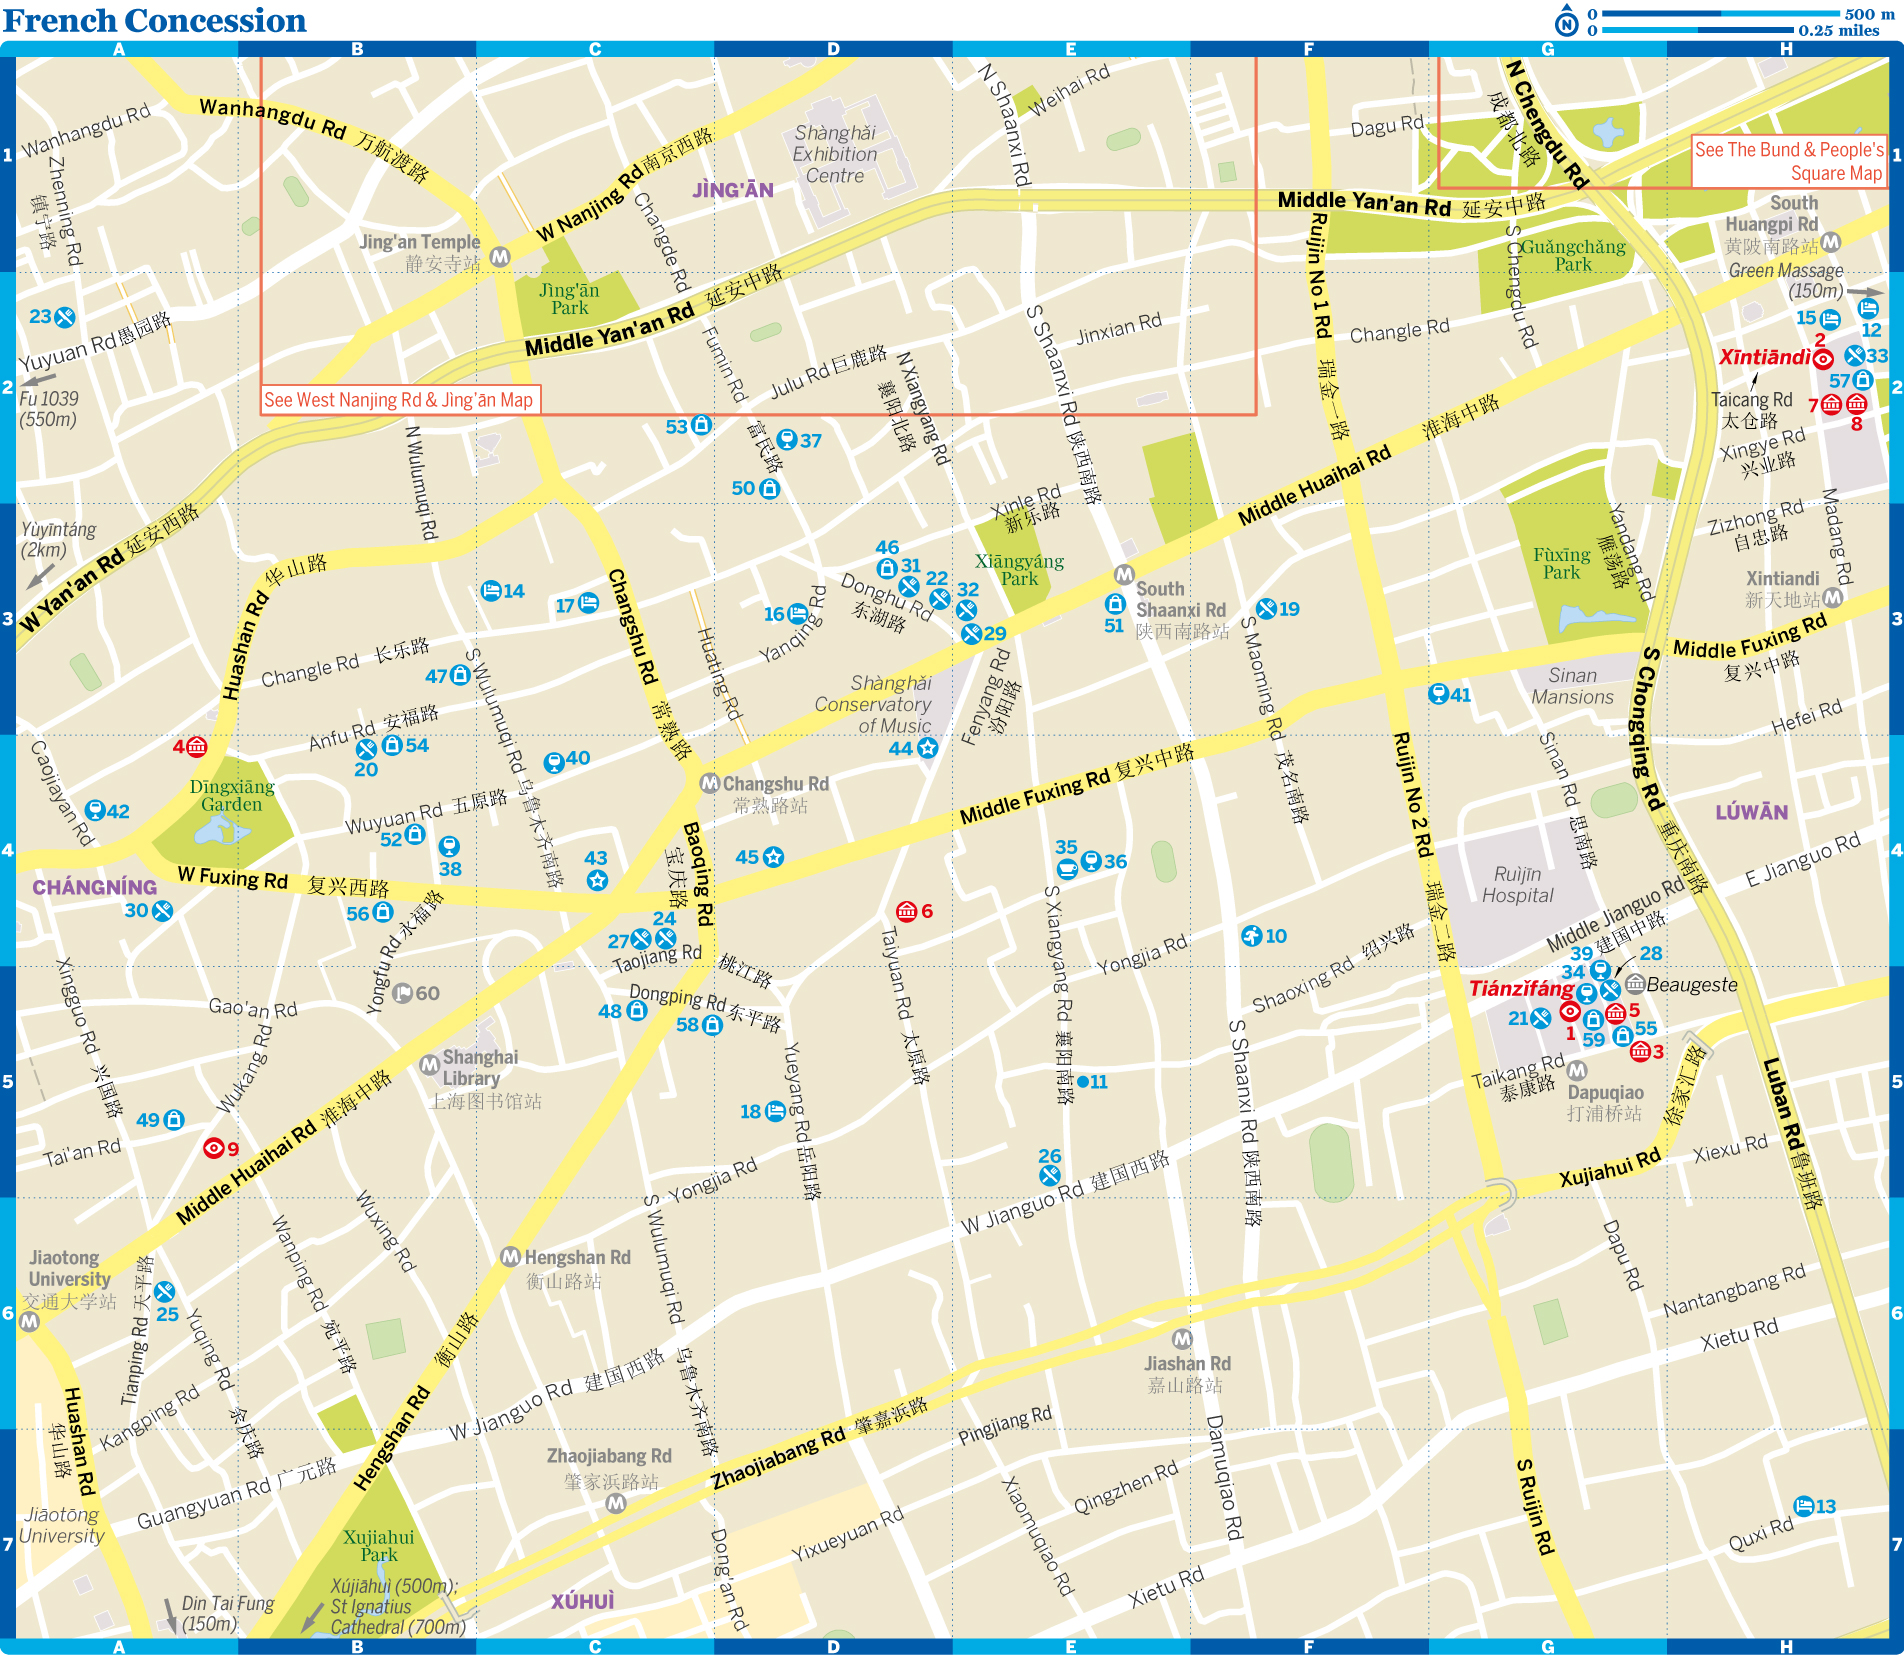 French Concession
0 500 m
0 0.25 miles
N
A B C D E F G H
1
Wanhangdu Rd
Wanhangdu Rd 万航渡路
Zhenning Rd
镇宁路
W Nanjing Rd 南京西路
Changde Rd
JÌNG'ĀN
Shànghǎi
Exhibition
Centre
N Shaanxi Rd
Weihai Rd
Dagu Rd
N Chengdu Rd
成都北路
See The Bund & People's
Square Map
Jing'an Temple
静安寺站
Middle Yan'an Rd 延安中路
South
Huangpi Rd
黄陂南路站
Guǎngchǎng
Park
S Chengdu Rd
Ruijin No 1 Rd 瑞金一路
Green Massage
(150m)
2
23
Yuyuan Rd 愚园路
Fu 1039
(550m)
Jìng'ān
Park
Middle Yan'an Rd 延安中路
Fumin Rd
富民路
Julu Rd 巨鹿路
N Xiangyang Rd
襄阳北路
S Shaanxi Rd 陕西南路
Jinxian Rd
Changle Rd
15
12
2
Xīntiāndì
33
57
Taicang Rd
太仓路
7
8
See West Nanjing Rd & Jìng'ān Map
Xingye Rd
兴业路
53
37
50
N Wulumuqi Rd
Middle Huaihai Rd 淮海中路
3
Yùyīntáng
(2km)
W Yan'an Rd 延安西路
Huashan Rd 华山路
Xinle Rd
新乐路
Xiāngyáng
Park
Fùxīng
Park
Yandang Rd
雁荡路
Zizhong Rd
自忠路
Madang Rd
Xintiandi
新天地站
46
31
22
32
29
Donghu Rd
东湖路
14
17
16
Changshu Rd 常熟路
Huating Rd
Yanqing Rd
51
South
Shaanxi Rd
陕西南路站
19
S Maoming Rd 茂名南路
Middle Fuxing Rd
复兴中路
Changle Rd 长乐路
47
S Wulumuqi Rd 乌鲁木齐南路
Shànghǎi
Conservatory
of Music
Fenyang Rd
汾阳路
41
Sinan
Mansions
S Chongqing Rd 重庆南路
Hefei Rd
4
4
Anfu Rd 安福路
20
54
40
44
Gaojiayan Rd
Dīngxiāng
Garden
42
Changshu Rd
常熟路站
Middle Fuxing Rd 复兴中路
Ruijin No 2 Rd 瑞金二路
Sinan Rd 思南路
LÚWĀN
Wuyuan Rd 五原路
52
38
43
Baoqing Rd
宝庆路
45
35
36
CHÁNGNÍNG
W Fuxing Rd 复兴西路
30
56
Yongfu Rd 永福路
6
Ruìjīn
Hospital
E Jianguo Rd
Middle Jianguo Rd
建国中路
24
27
Taojiang Rd 桃江路
10
S Xiangyang Rd 襄阳南路
Yongjia Rd
Shaoxing Rd 绍兴路
5
Xingguo Rd 兴国路
Gao'an Rd
60
Dongping Rd 东平路
48
58
Taiyuan Rd 太原路
39
28
34
Beaugeste
Tiánzǐfáng
21
1
5
59
55
3
Taikang Rd
泰康路
Dapuqiao
打浦桥站
Wukang Rd
Shanghai
Library
上海图书馆站
Yueyang Rd 岳阳路
S Shaanxi Rd 陕西南路
11
49
18
Tai'an Rd
9
Middle Huaihai Rd 淮海中路
26
Yongjia Rd
W Jianguo Rd 建国西路
Xujiahui Rd
徐家汇路
Xiexu Rd
Luban Rd 鲁班路
6
Jiaotong
University
交通大学站
Tianping Rd 天平路
25
Wanping Rd 宛平路
Wuxing Rd
Yuqing Rd 余庆路
Kangping Rd
Hengshan Rd
衡山路站
S Wulumuqi Rd 乌鲁木齐南路
Dapu Rd
Nantangbang Rd
Xietu Rd
Jiashan Rd
嘉山路站
Huashan Rd
华山路
Hengshan Rd 衡山路
W Jianguo Rd 建国西路
Zhaojiabang Rd 肇嘉浜路
Pingjiang Rd
7
Zhaojiabang Rd
肇家浜路站
Guangyuan Rd 广元路
Jiāotōng
University
Xujiahui
Park
Xúhuì
Xújiāhuì (500m);
St Ignatius
Cathedral (700m)
Din Tai Fung
(150m)
Dong'an Rd
Yixueyuan Rd
Xiaomuqiao Rd
Qingzhen Rd
Damuqiao Rd
Xietu Rd
S Ruijin Rd
13
Quxi Rd
A B C D E F G H